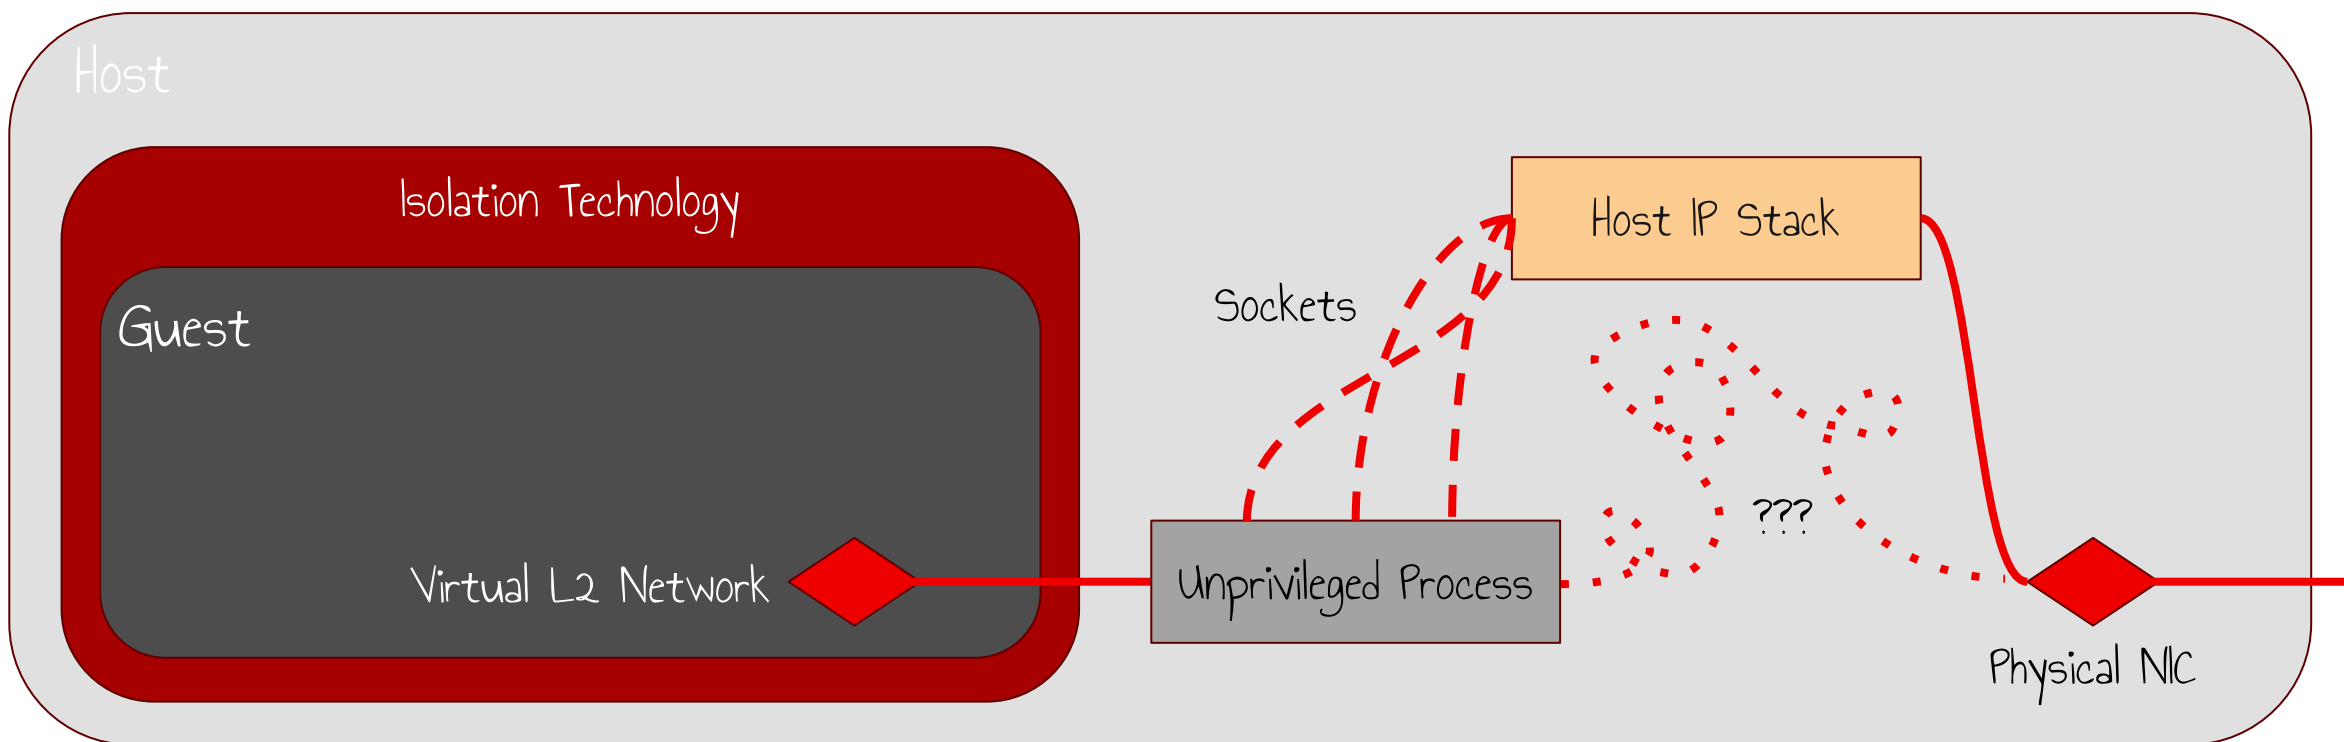 Host
Isolation Technology
Guest
Host IP Stack
Sockets
???
Virtual L2 Network
Unprivileged Process
Physical NIC